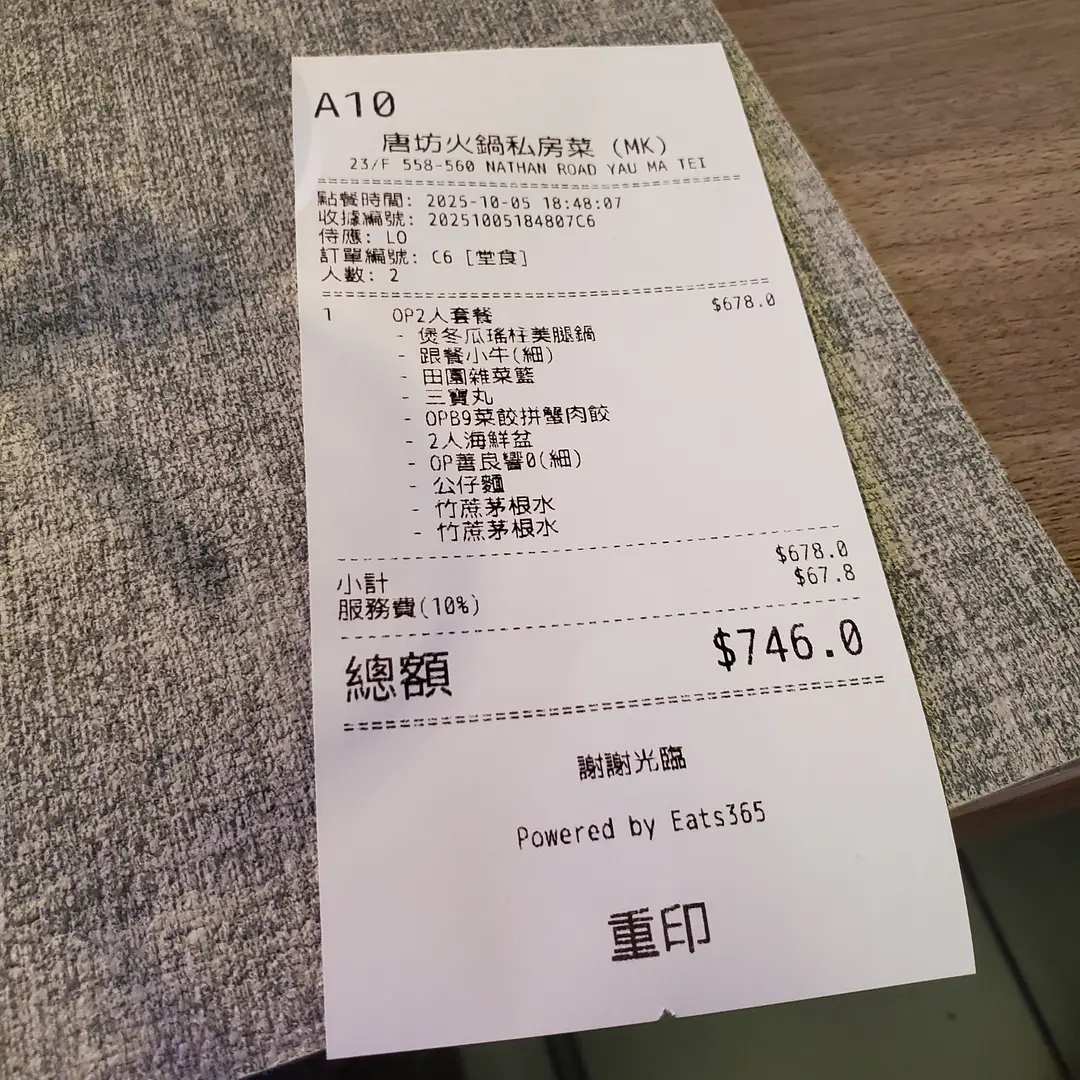 A10
唐坊火鍋私房菜 (MK)
23/F 558-560 NATHAN ROAD YAU MA TEI
點餐時間: 2025-10-05 18:48:07
收據編號: 20251005184807C6
侍應: LO
訂單編號: C6 [堂食]
人數: 2
1 OP2人套餐 $678.0
- 煲冬瓜瑤柱美腿鍋
- 跟餐小牛(細)
- 田園雜菜籃
- 三寶丸
- OPB9菜餃拼蟹肉餃
- 2人海鮮盆
- OP善良響0(細)
- 公仔麵
- 竹蔗茅根水
- 竹蔗茅根水
小計 $678.0
服務費(10%) $67.8
總額 $746.0
謝謝光臨
Powered by Eats365
重印